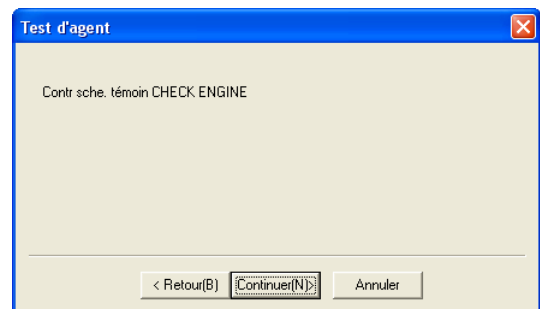 Test d'agent
Contr sche. témoin CHECK ENGINE
< Retour(B) Continuer(N)> Annuler